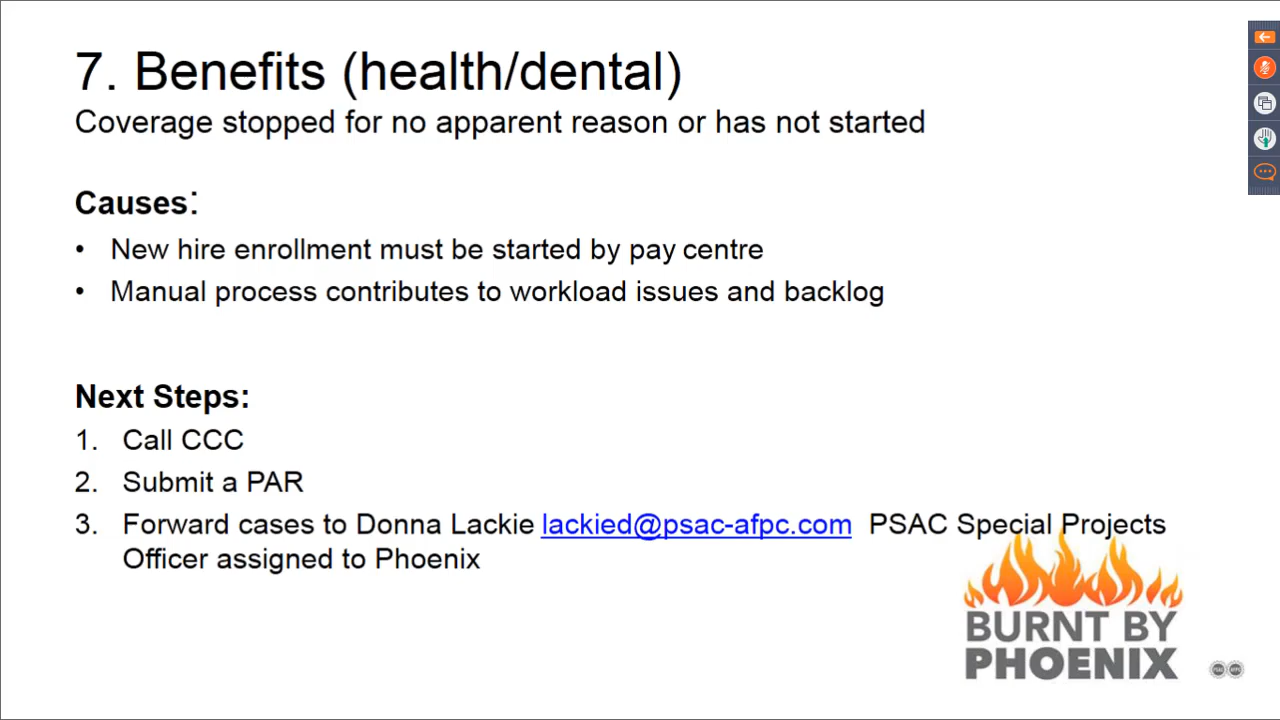 7. Benefits (health/dental)
Coverage stopped for no apparent reason or has not started
Causes:
• New hire enrollment must be started by pay centre
• Manual process contributes to workload issues and backlog
Next Steps:
1. Call CCC
2. Submit a PAR
3. Forward cases to Donna Lackie lackied@psac-afpc.com PSAC Special Projects
Officer assigned to Phoenix
BURNT BY
PHOENIX
PSAC AFPC